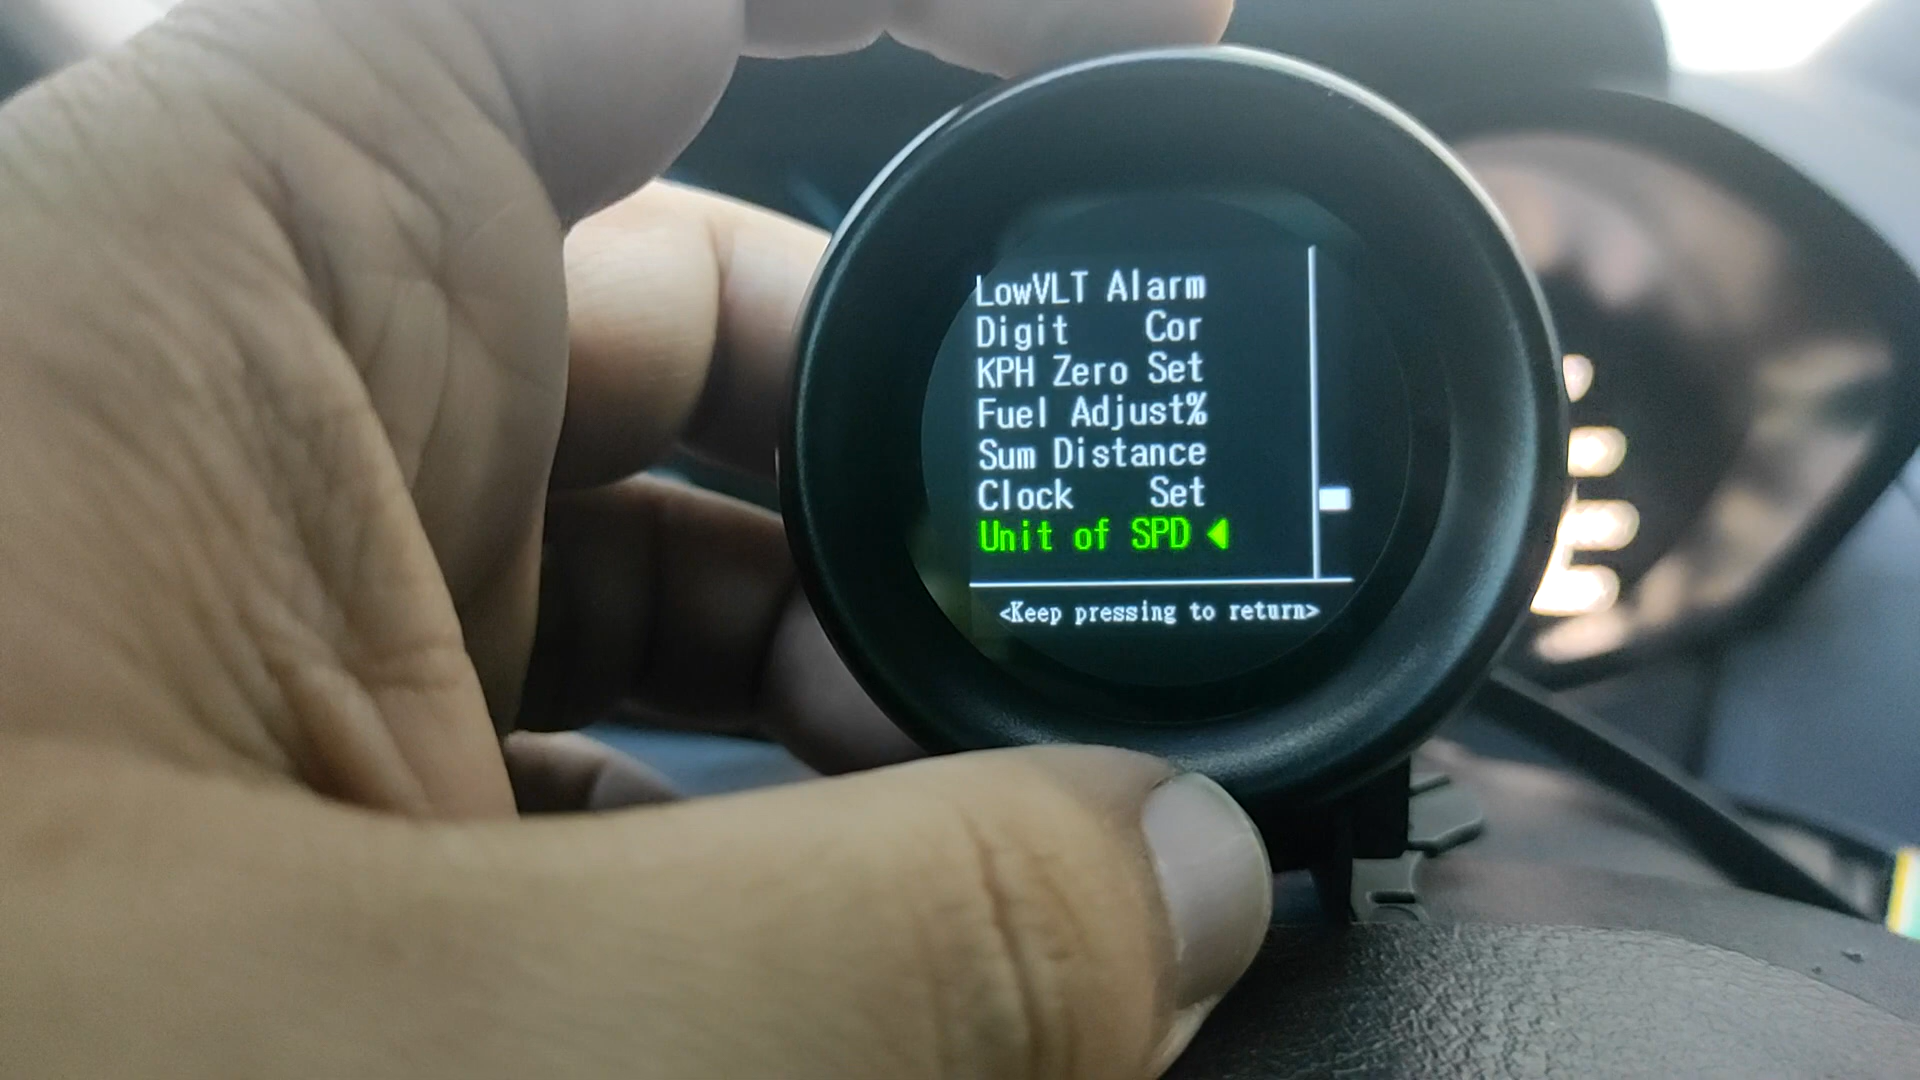 LowVLT Alarm
Digit Cor
KPH Zero Set
Fuel Adjust%
Sum Distance
Clock Set
Unit of SPD
<Keep pressing to return>